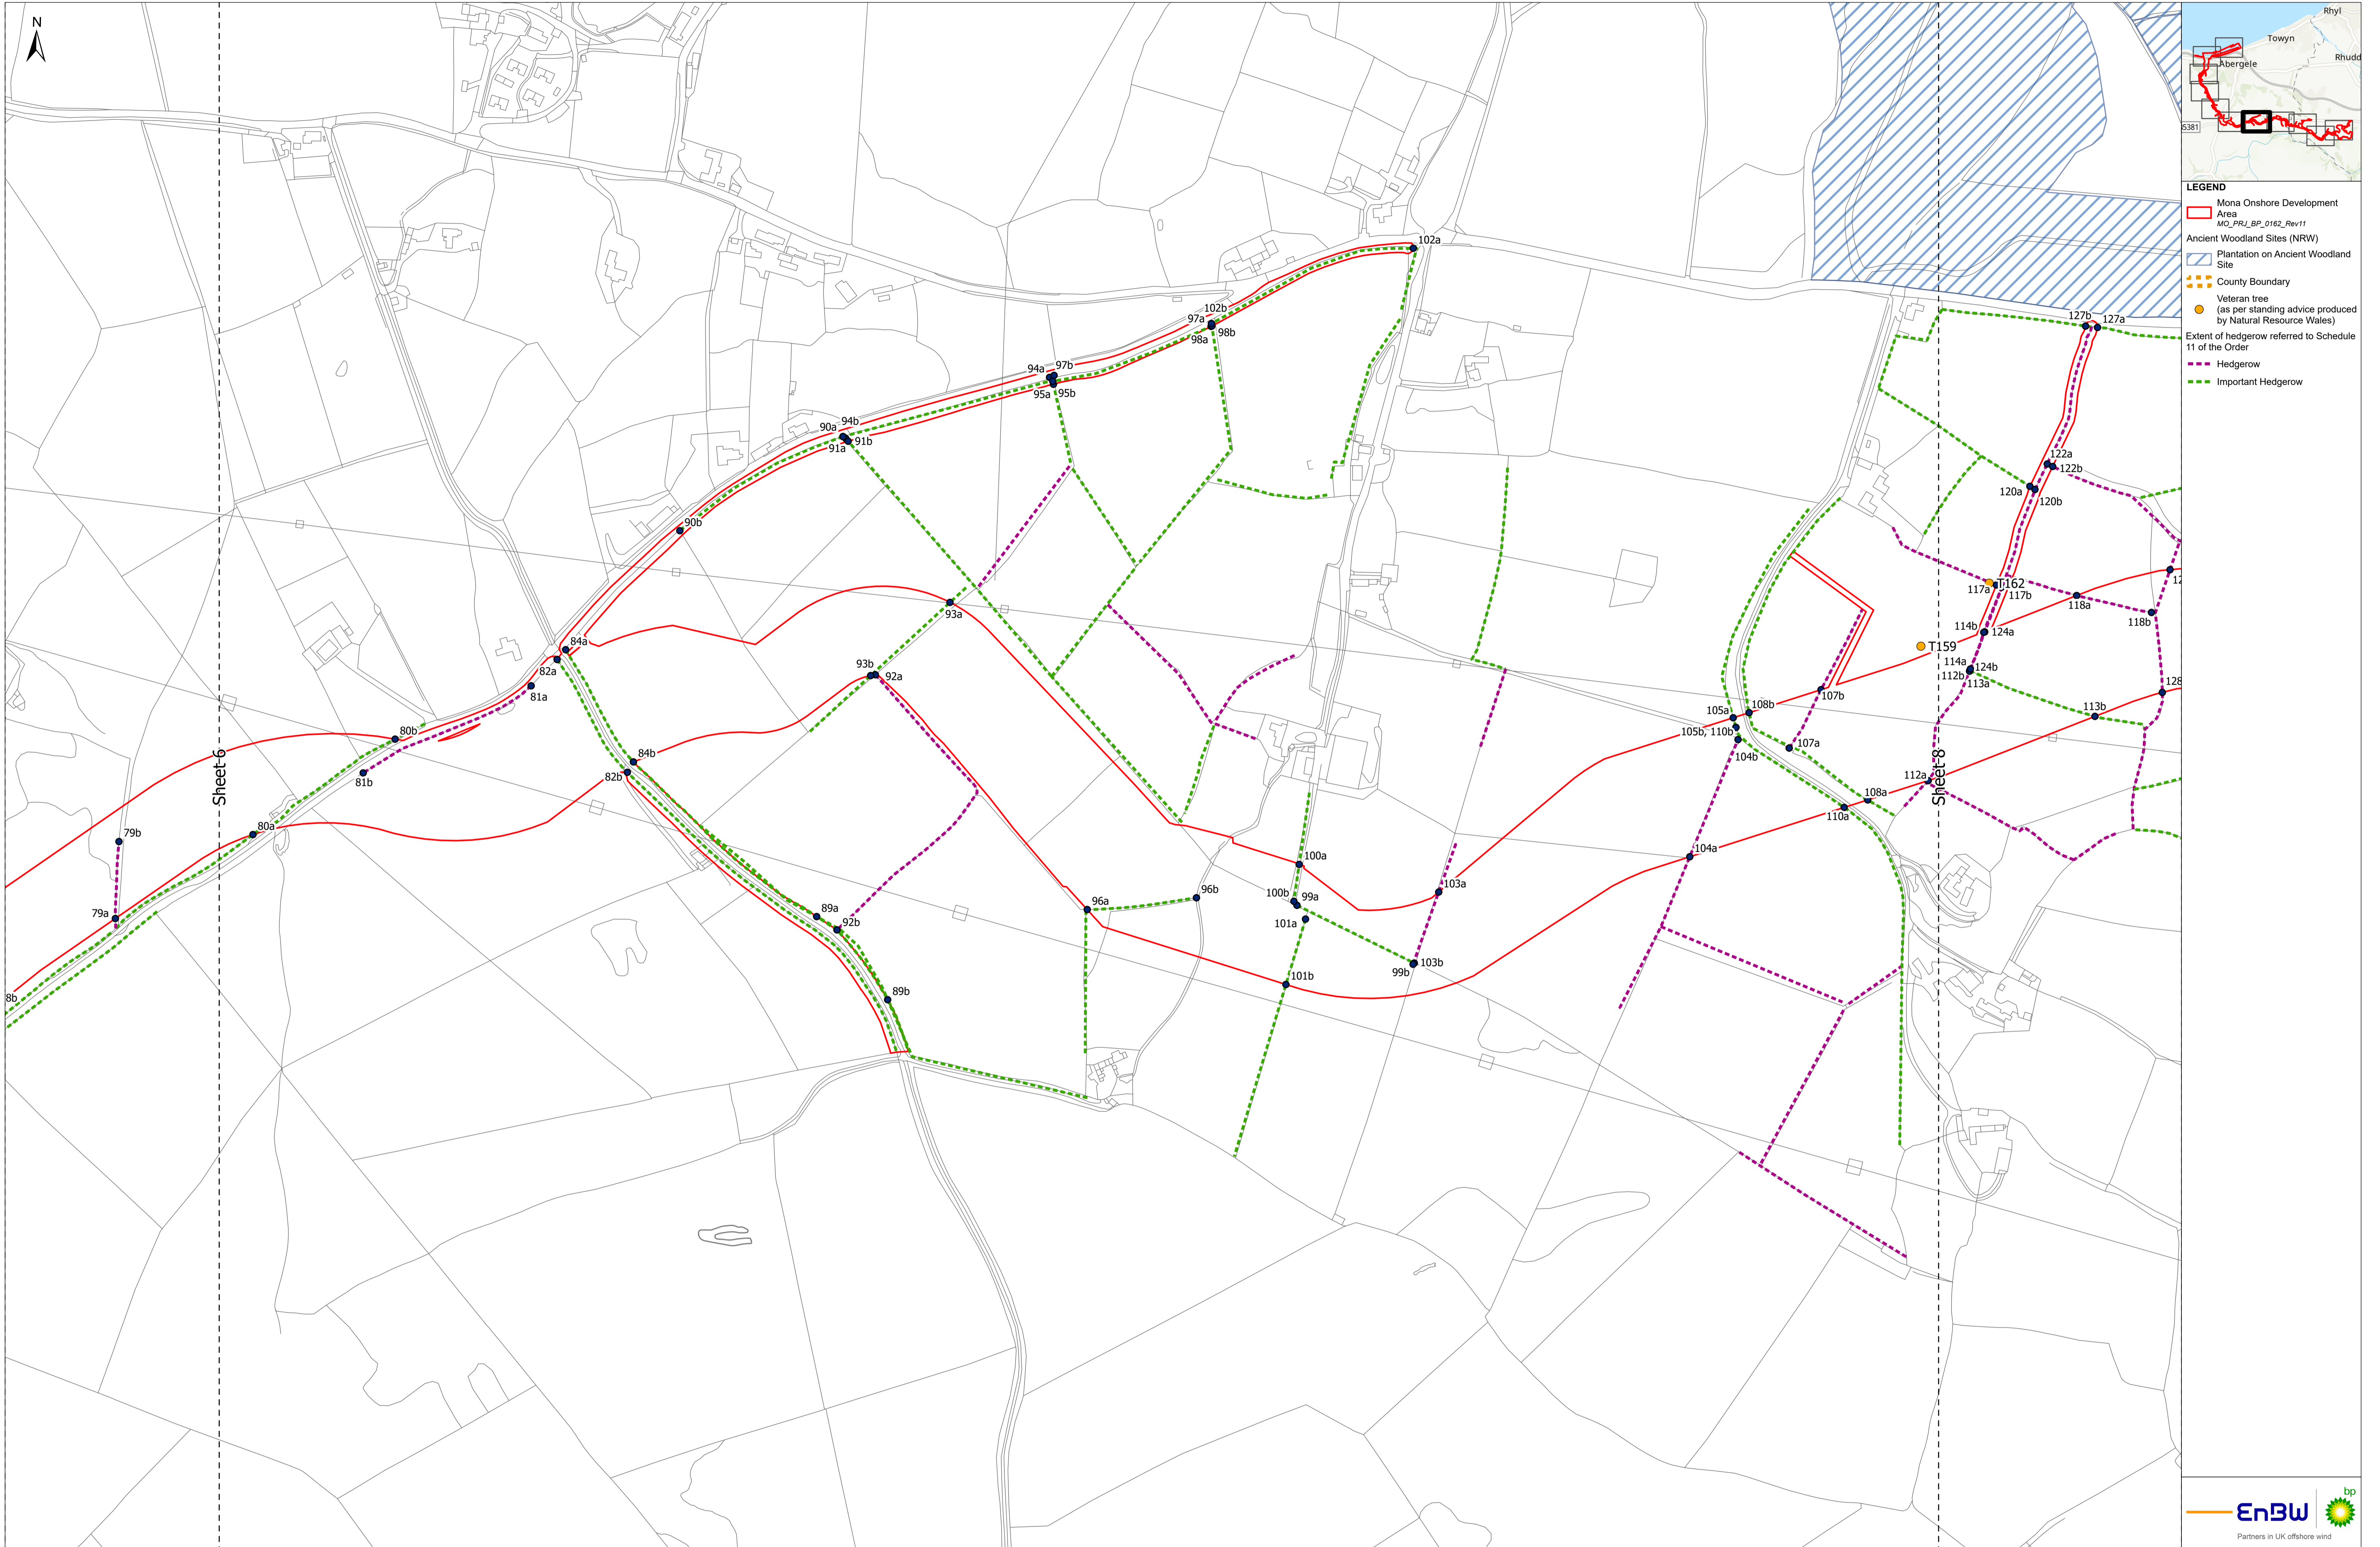 N
102a
102b
97a
98a
98b
94a
97b
95a
95b
90a
94b
91a
91b
90b
127b
127a
122a
122b
120a
120b
T162
117a
117b
118a
118b
114b
124a
T159
114a
124b
112b
113a
113b
84a
82a
81a
80b
81b
84b
82b
93a
93b
92a
105a
108b
107b
105b, 110b
104b
107a
112a
108a
110a
Sheet-6
Sheet-8
79b
80a
79a
8b
89a
92b
89b
96a
96b
100a
100b
99a
101a
101b
103a
103b
99b
104a
Rhyl
Towyn
Rhudd
Abergele
5381
LEGEND
Mona Onshore Development
Area
MO_PRJ_BP_0162_Rev11
Ancient Woodland Sites (NRW)
Plantation on Ancient Woodland
Site
County Boundary
Veteran tree
(as per standing advice produced
by Natural Resource Wales)
Extent of hedgerow referred to Schedule
11 of the Order
Hedgerow
Important Hedgerow
12
128
EnBW
bp
Partners in UK offshore wind